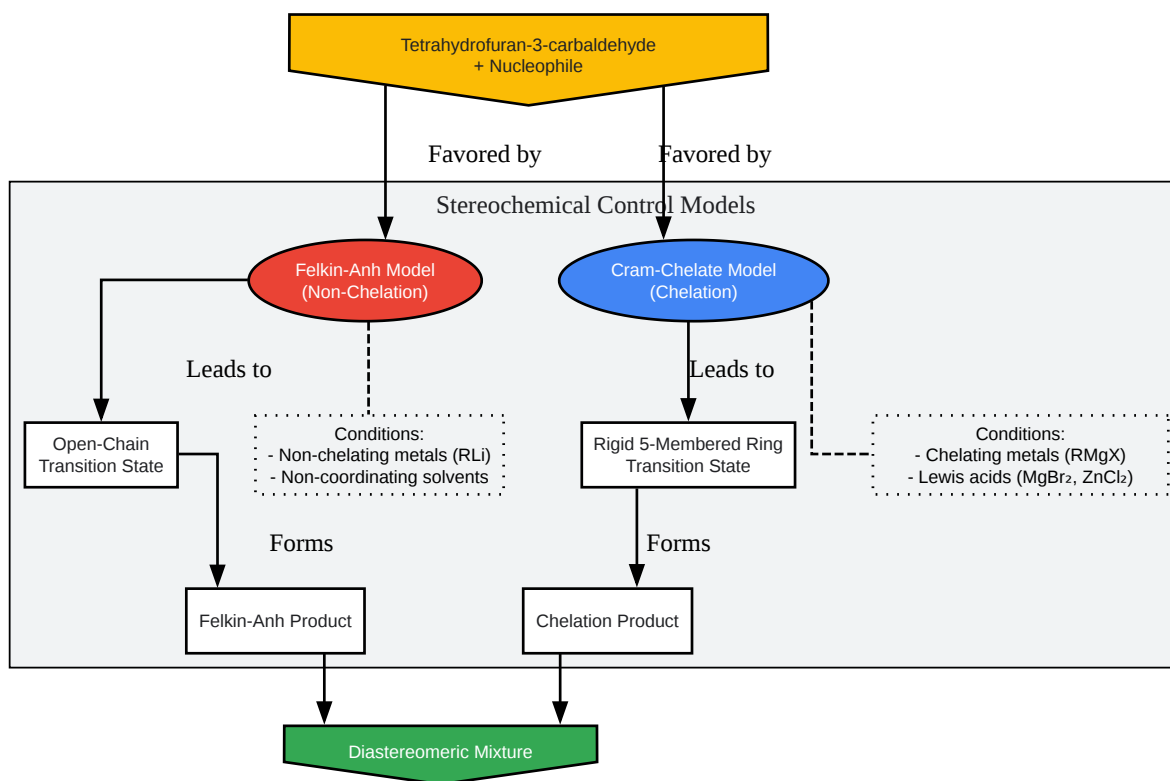 Tetrahydrofuran-3-carbaldehyde
+ Nucleophile
Favored by
Favored by
Stereochemical Control Models
Felkin-Anh Model
(Non-Chelation)
Cram-Chelate Model
(Chelation)
Leads to
Leads to
Open-Chain
Transition State
Conditions:
- Non-chelating metals (RLi)
- Non-coordinating solvents
Rigid 5-Membered Ring
Transition State
Conditions:
- Chelating metals (RMgX)
- Lewis acids (MgBr₂, ZnCl₂)
Forms
Forms
Felkin-Anh Product
Chelation Product
Diastereomeric Mixture